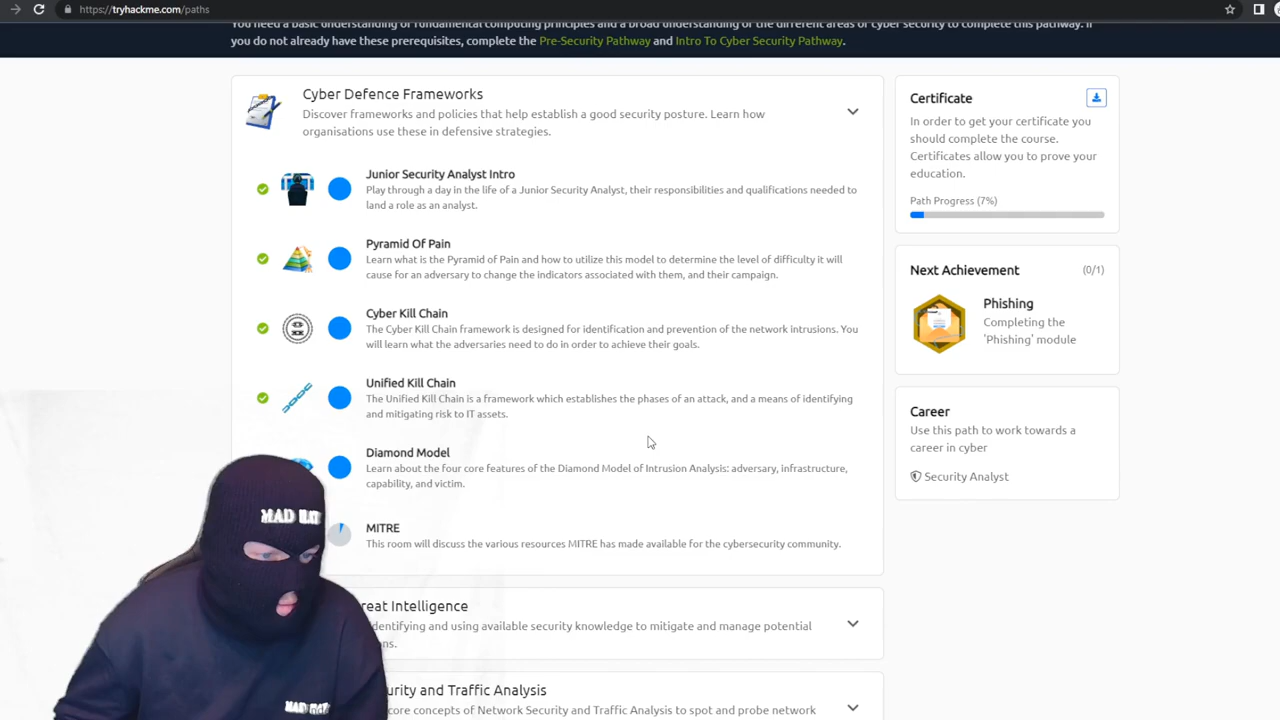 https://tryhackme.com/paths
You need a basic understanding of fundamental computing principles and a broad understanding of the different areas of cyber security to complete this pathway. If
you do not already have these prerequisites, complete the Pre-Security Pathway and Intro To Cyber Security Pathway.
Cyber Defence Frameworks
Discover frameworks and policies that help establish a good security posture. Learn how
organisations use these in defensive strategies.
Junior Security Analyst Intro
Play through a day in the life of a Junior Security Analyst, their responsibilities and qualifications needed to
land a role as an analyst.
Pyramid Of Pain
Learn what is the Pyramid of Pain and how to utilize this model to determine the level of difficulty it will
cause for an adversary to change the indicators associated with them, and their campaign.
Cyber Kill Chain
The Cyber Kill Chain framework is designed for identification and prevention of the network intrusions. You
will learn what the adversaries need to do in order to achieve their goals.
Unified Kill Chain
The Unified Kill Chain is a framework which establishes the phases of an attack, and a means of identifying
and mitigating risk to IT assets.
Diamond Model
Learn about the four core features of the Diamond Model of Intrusion Analysis: adversary, infrastructure,
capability, and victim.
MITRE
This room will discuss the various resources MITRE has made available for the cybersecurity community.
reat Intelligence
dentifying and using available security knowledge to mitigate and manage potential
ns.
urity and Traffic Analysis
core concepts of Network Security and Traffic Analysis to spot and probe network
Certificate
In order to get your certificate you
should complete the course.
Certificates allow you to prove your
education.
Path Progress (7%)
Next Achievement (0/1)
Phishing
Completing the
'Phishing' module
Career
Use this path to work towards a
career in cyber
Security Analyst
MAD
MAD